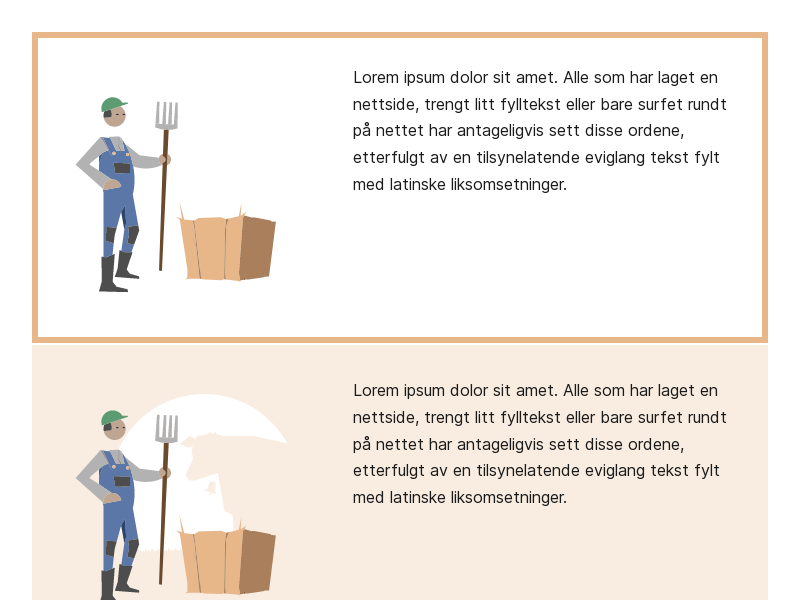 Lorem ipsum dolor sit amet. Alle som har laget en
nettside, trengt litt fylltekst eller bare surfet rundt
på nettet har antageligvis sett disse ordene,
etterfulgt av en tilsynelatende eviglang tekst fylt
med latinske liksomsetninger.
Lorem ipsum dolor sit amet. Alle som har laget en
nettside, trengt litt fylltekst eller bare surfet rundt
på nettet har antageligvis sett disse ordene,
etterfulgt av en tilsynelatende eviglang tekst fylt
med latinske liksomsetninger.